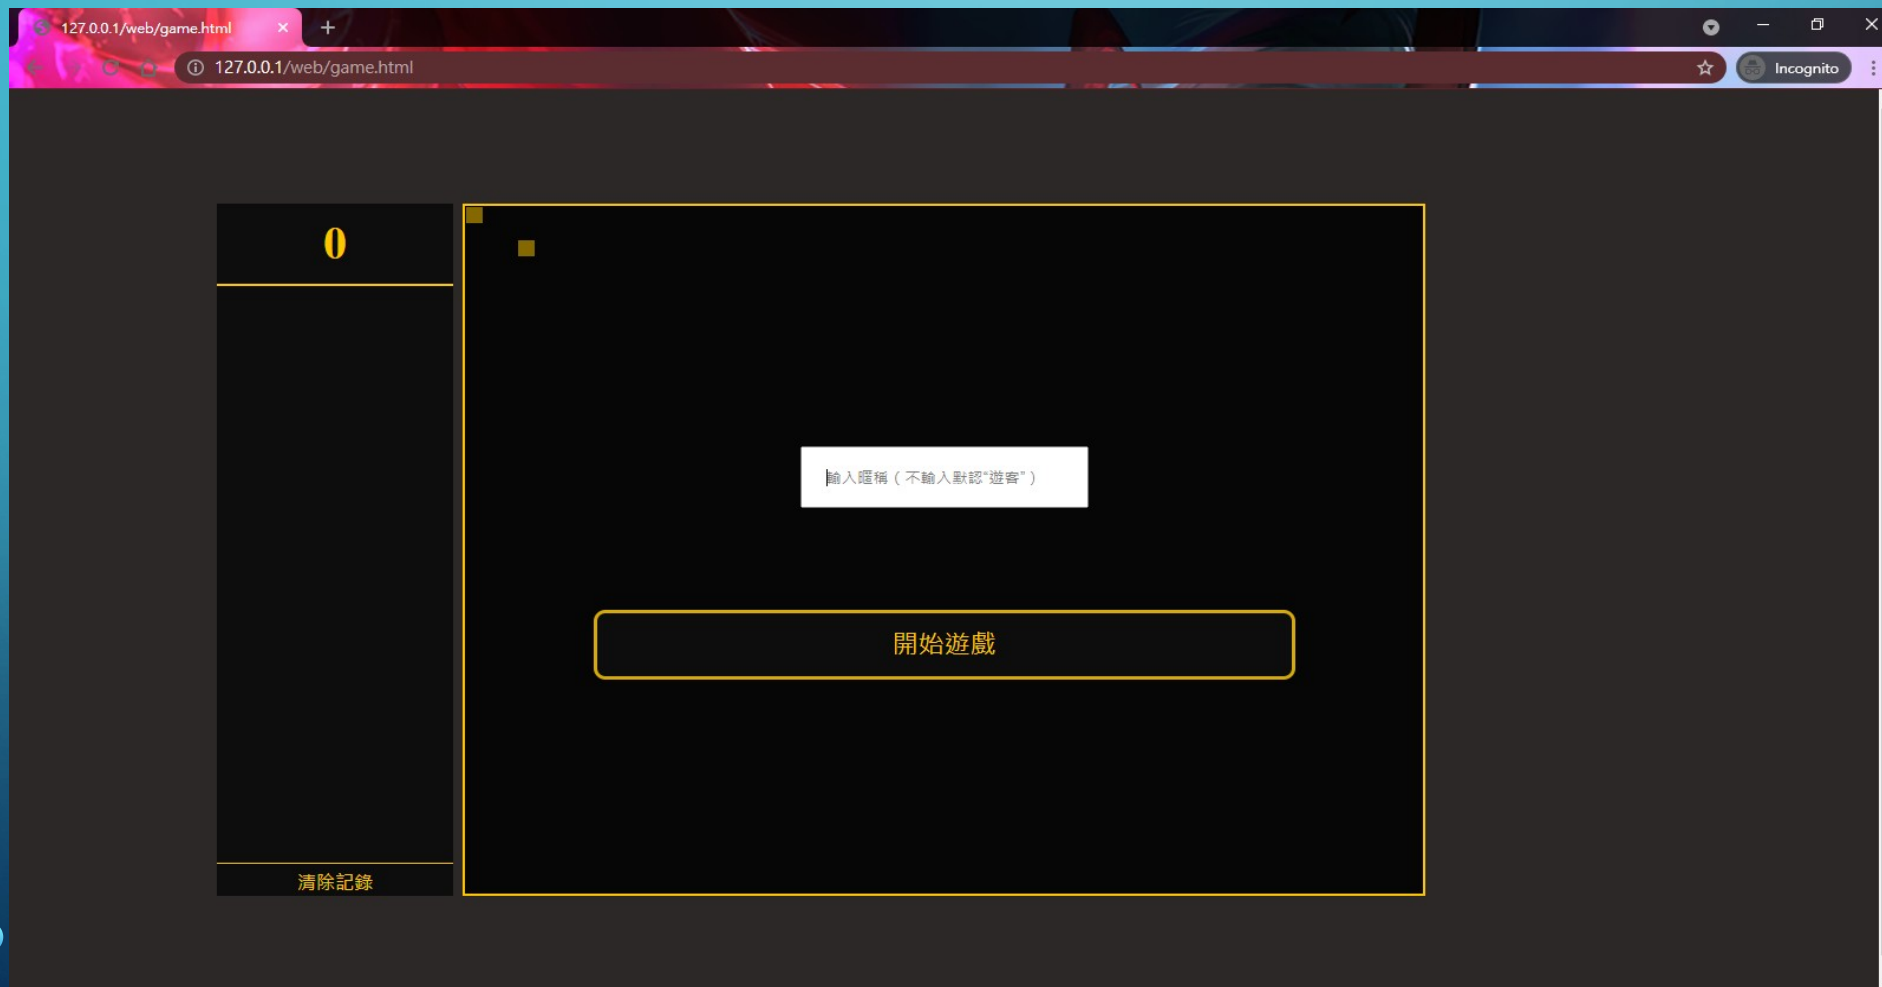 127.0.0.1/web/game.html
127.0.0.1/web/game.html
Incognito
0
輸入暱稱（不輸入默認“遊客”）
開始遊戲
清除記錄